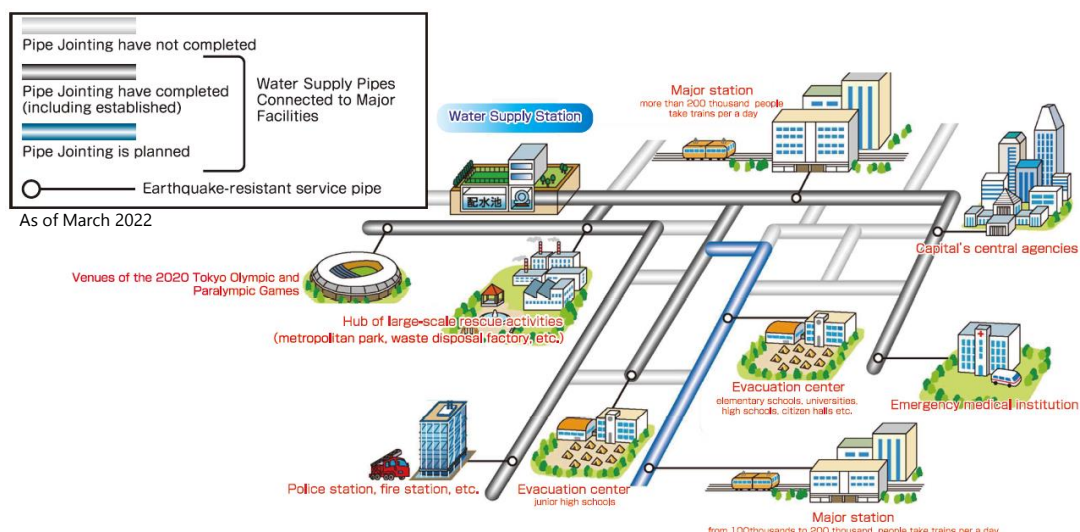 Pipe Jointing have not completed
Pipe Jointing have completed
(including established)
Pipe Jointing is planned
Water Supply Pipes
Connected to Major
Facilities
Earthquake-resistant service pipe
As of March 2022
Water Supply Station
配水池
Major station
more than 200 thousand people
take trains per a day
Capital's central agencies
Venues of the 2020 Tokyo Olympic and
Paralympic Games
Hub of large-scale rescue activities
(metropolitan park, waste disposal factory, etc.)
Evacuation center
elementary schools, universities,
high schools, citizen halls etc.
Emergency medical institution
Police station, fire station, etc.
Evacuation center
junior high schools
Major station
from 100thousands to 200 thousand people take trains per a day